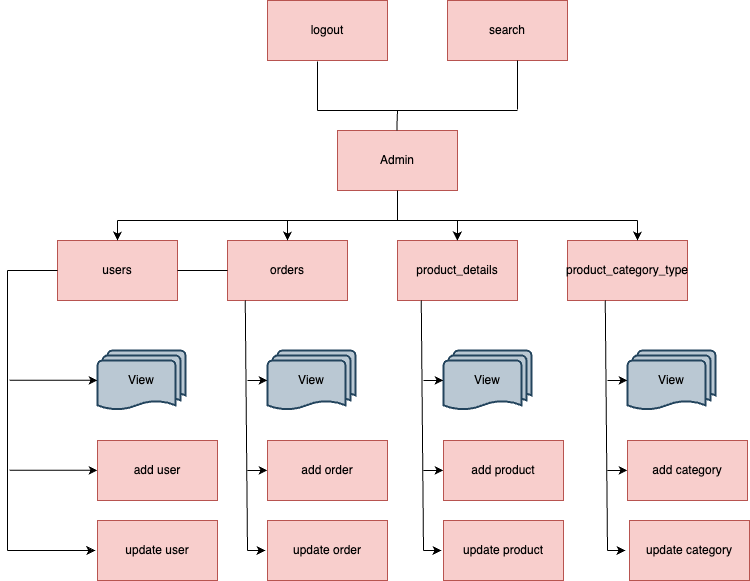 logout
search
Admin
users
orders
product_details
product_category_type
View
View
View
View
add user
add order
add product
add category
update user
update order
update product
update category